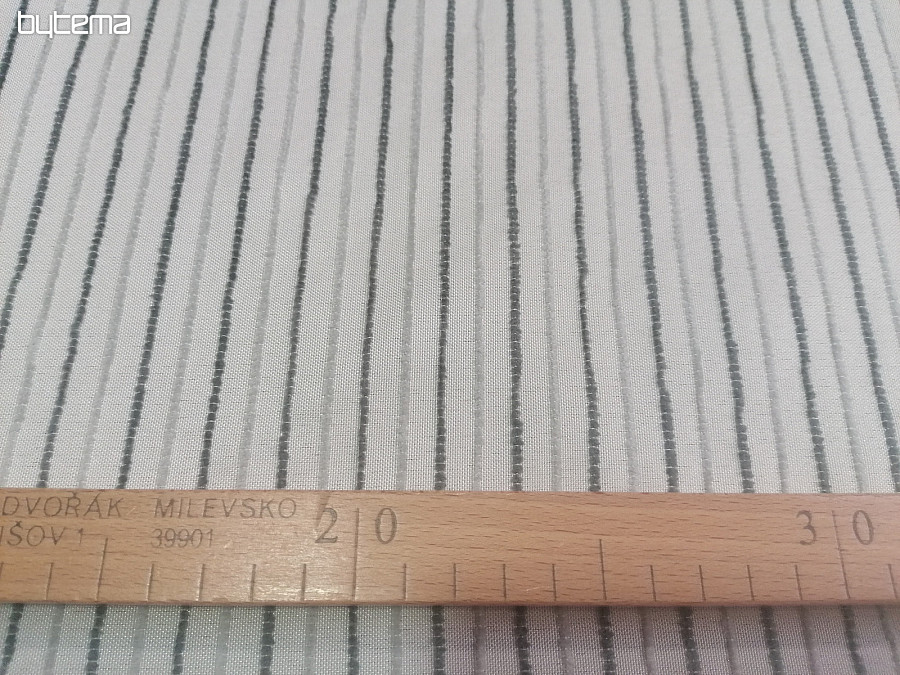 bytema
DVOŘÁK MILEVSKO
IŠOV 1 39901
20 30